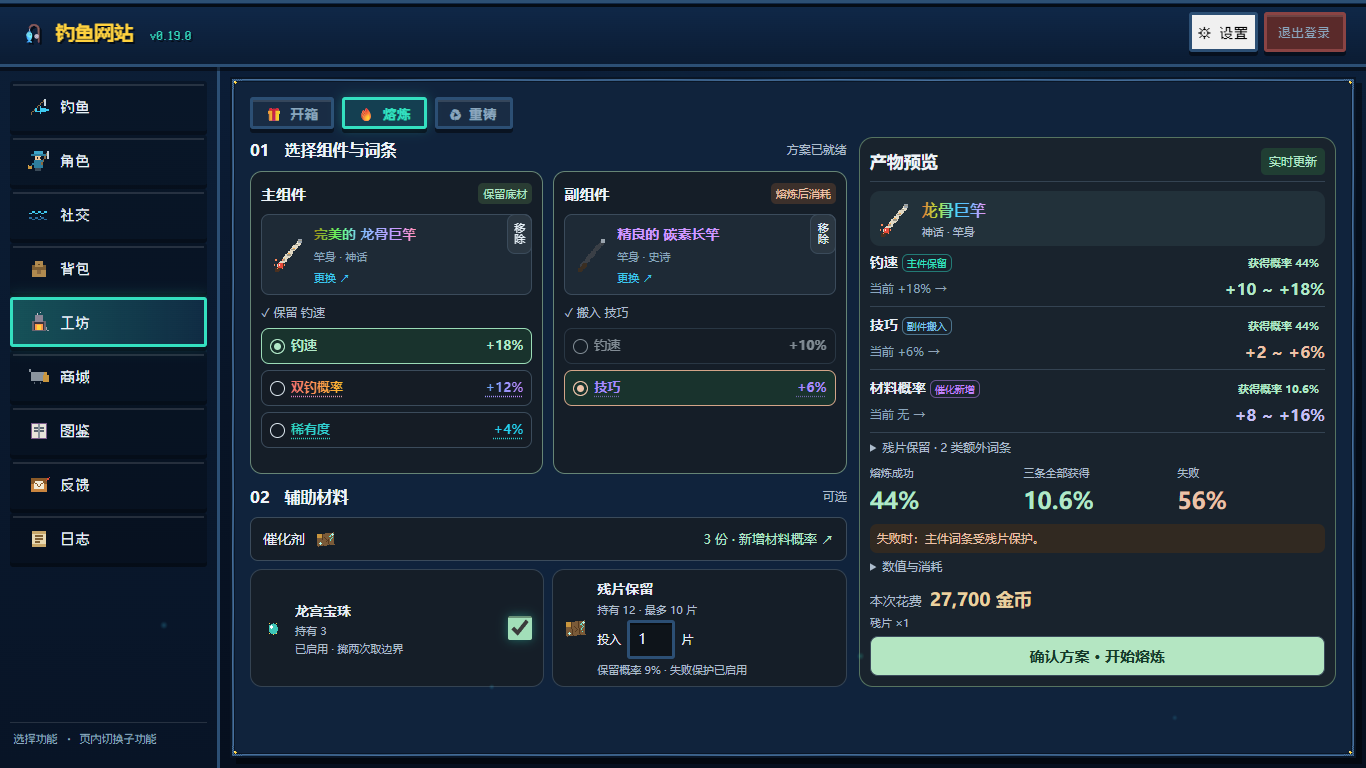 钓鱼网站 v0.19.0
设置
退出登录
钓鱼
角色
社交
背包
工坊
商城
图鉴
反馈
日志
选择功能 · 页内切换子功能
开箱
熔炼
重铸
01 选择组件与词条
方案已就绪
主组件
保留底材
完美的 龙骨巨竿
竿身 · 神话
更换 ↗
移除
✓ 保留 钓速
钓速 +18%
双钓概率 +12%
稀有度 +4%
副组件
熔炼后消耗
精良的 碳素长竿
竿身 · 史诗
更换 ↗
移除
✓ 搬入 技巧
钓速 +10%
技巧 +6%
02 辅助材料
可选
催化剂
3 份 · 新增材料概率 ↗
龙宫宝珠
持有 3
已启用 · 掷两次取边界
残片保留
持有 12 · 最多 10 片
投入 1 片
保留概率 9% · 失败保护已启用
产物预览
实时更新
龙骨巨竿
神话 · 竿身
钓速 主件保留 获得概率 44%
当前 +18% → +10 ~ +18%
技巧 副件搬入 获得概率 44%
当前 +6% → +2 ~ +6%
材料概率 催化新增 获得概率 10.6%
当前 无 → +8 ~ +16%
▸ 残片保留 · 2 类额外词条
熔炼成功 三条全部获得 失败
44% 10.6% 56%
失败时：主件词条受残片保护。
▸ 数值与消耗
本次花费 27,700 金币
残片 ×1
确认方案 · 开始熔炼